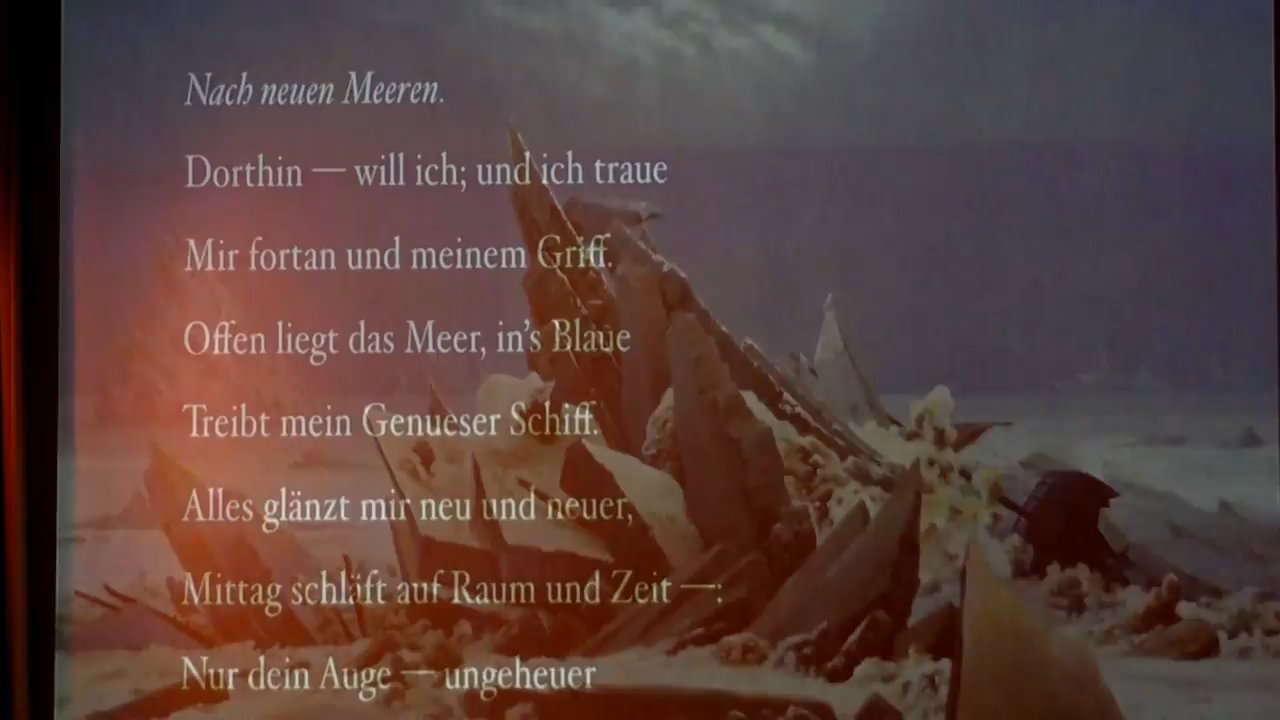 Nach neuen Meeren.
Dorthin — will ich; und ich traue
Mir fortan und meinem Griff.
Offen liegt das Meer, in's Blaue
Treibt mein Genueser Schiff.
Alles glänzt mir neu und neuer,
Mittag schläft auf Raum und Zeit —:
Nur dein Auge — ungeheuer